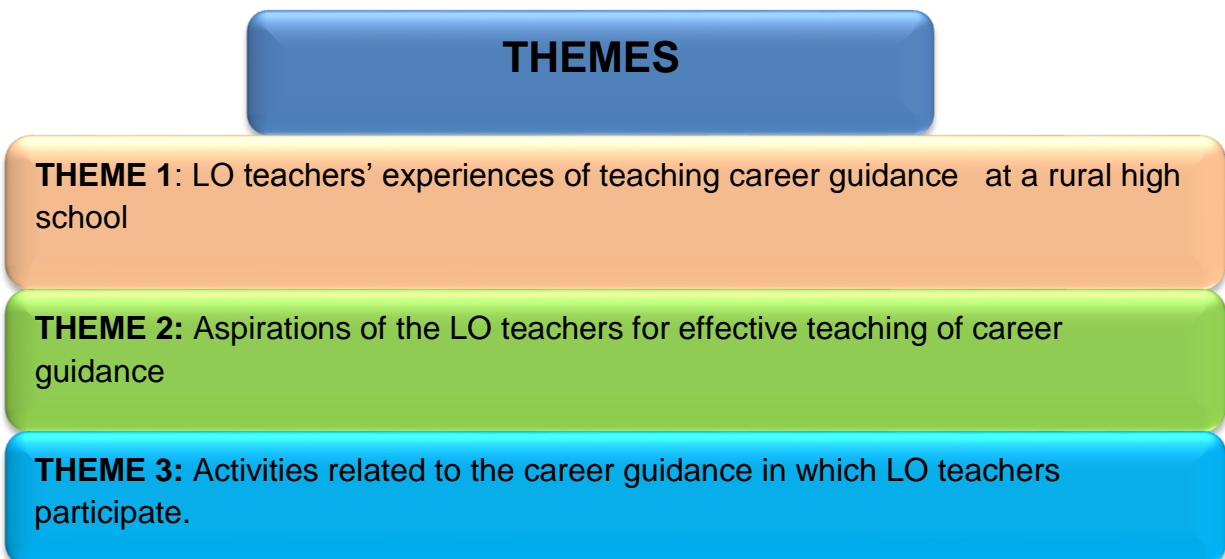 THEMES
THEME 1: LO teachers’ experiences of teaching career guidance   at a rural high
school
THEME 2: Aspirations of the LO teachers for effective teaching of career
guidance
THEME 3: Activities related to the career guidance in which LO teachers
participate.